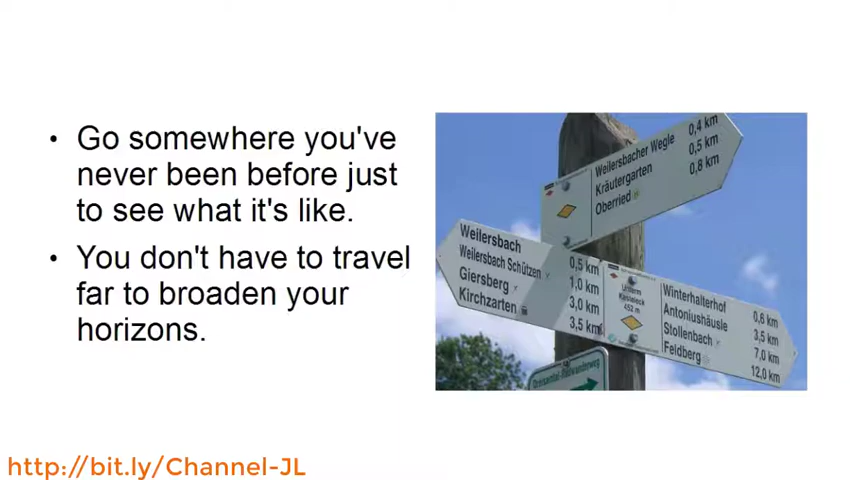 • Go somewhere you've
never been before just
to see what it's like.
• You don't have to travel
far to broaden your
horizons.
Weilersbacher Wegle 0,4 km
Kräutergarten 0,5 km
Oberried 0,8 km
Weilersbach 0,5 km
Weilersbach Schützen 1,0 km
Giersberg 3,0 km
Kirchzarten 3,5 km
Unterm
452 m
Winterhalterhof 0,6 km
Antoniushäusle 3,5 km
Stollenbach 7,0 km
Feldberg 12,0 km
http://bit.ly/Channel-JL